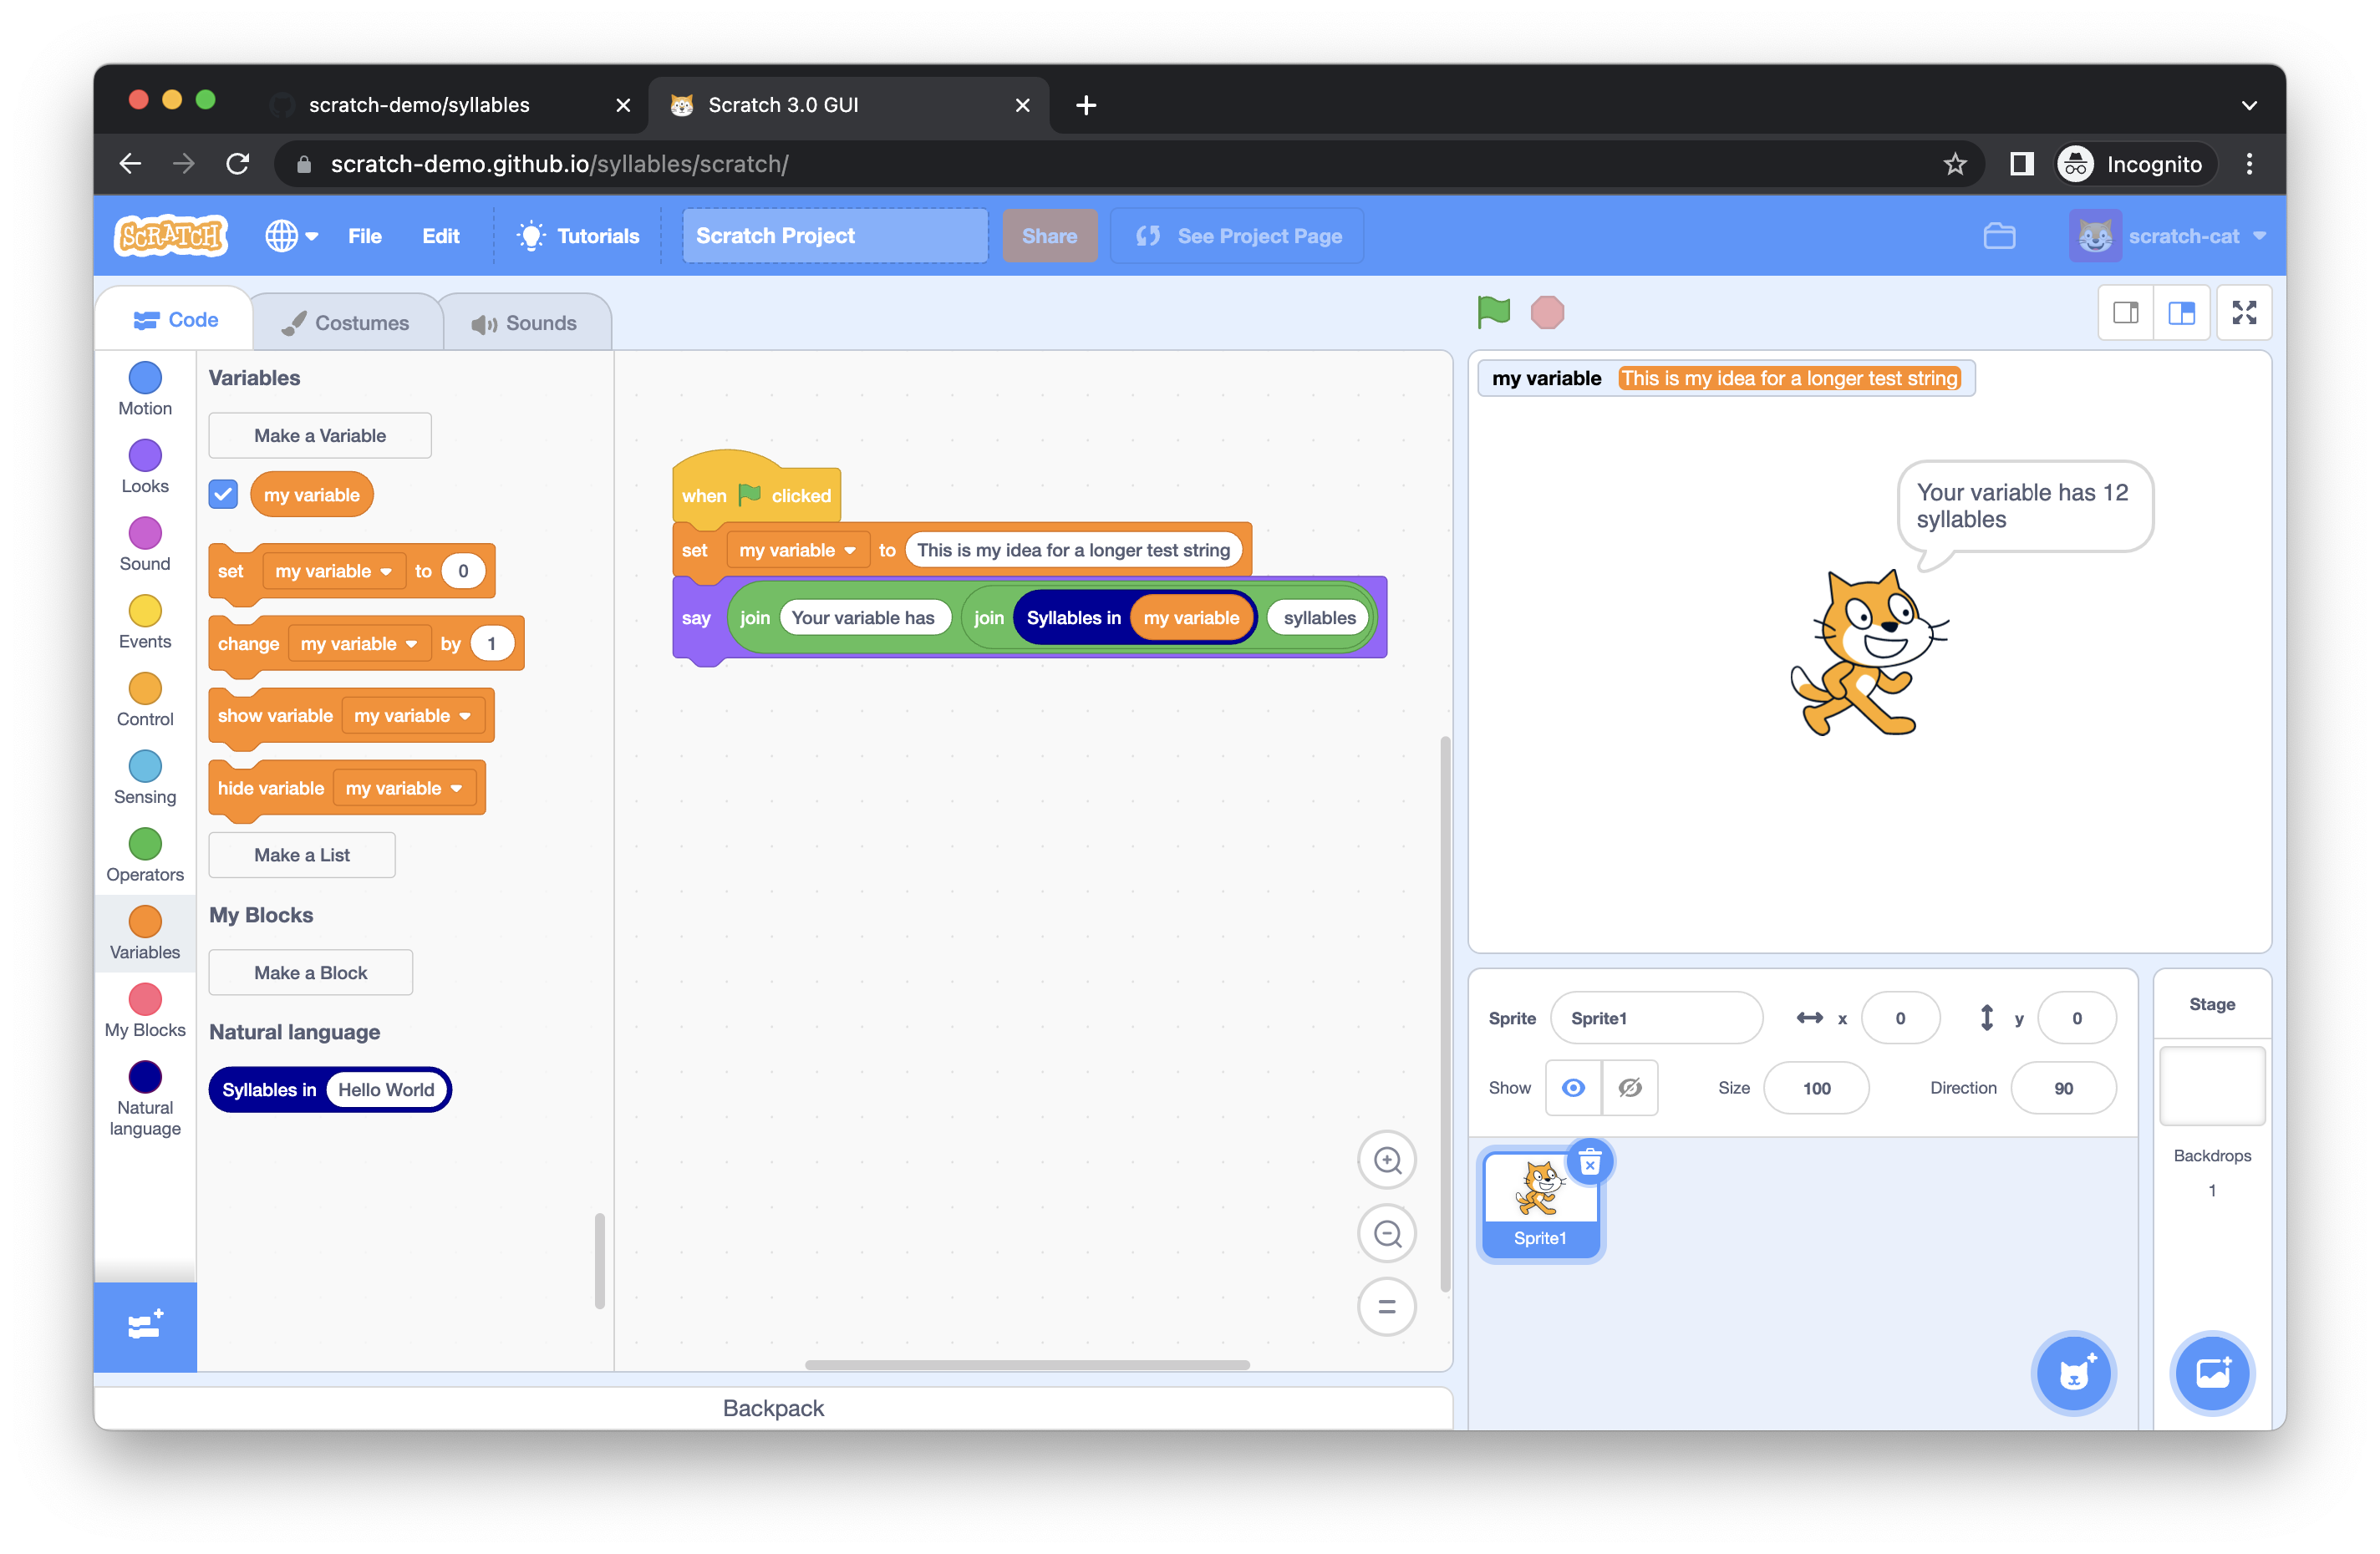 scratch-demo/syllables
Scratch 3.0 GUI
scratch-demo.github.io/syllables/scratch/
Incognito
SCRATCH
File
Edit
Tutorials
Scratch Project
Share
See Project Page
scratch-cat
Code
Costumes
Sounds
Motion
Looks
Sound
Events
Control
Sensing
Operators
Variables
My Blocks
Natural
language
Variables
Make a Variable
my variable
set my variable to 0
change my variable by 1
show variable my variable
hide variable my variable
Make a List
My Blocks
Make a Block
Natural language
Syllables in Hello World
when clicked
set my variable to This is my idea for a longer test string
say join Your variable has join Syllables in my variable syllables
Backpack
my variable This is my idea for a longer test string
Your variable has 12
syllables
Sprite Sprite1 x 0 y 0
Show Size 100 Direction 90
Sprite1
Stage
Backdrops
1